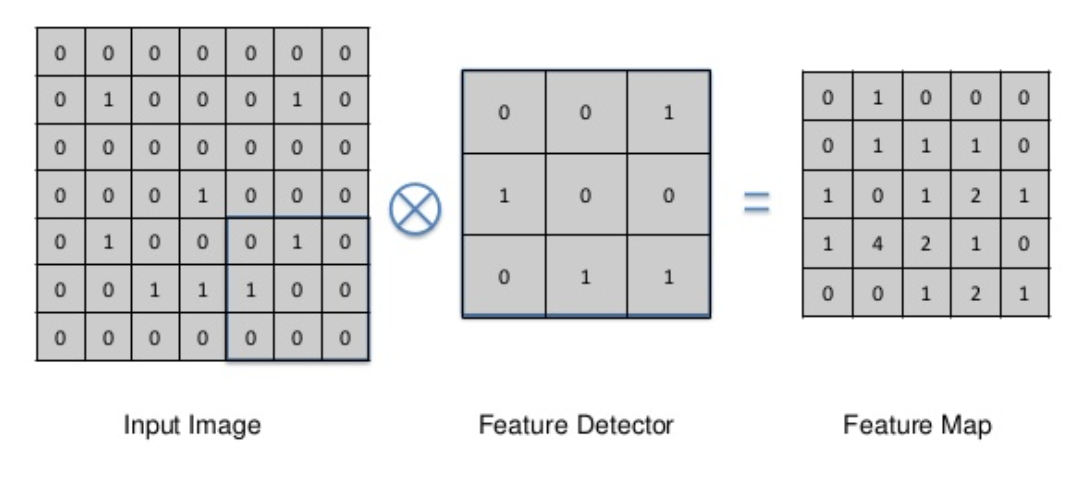 0 0 0 0 0 0 0
0 1 0 0 0 1 0
0 0 0 0 0 0 0
0 0 0 1 0 0 0
0 1 0 0 0 1 0
0 0 1 1 1 0 0
0 0 0 0 0 0 0
Input Image
0 0 1
1 0 0
0 1 1
Feature Detector
=
0 1 0 0 0
0 1 1 1 0
1 0 1 2 1
1 4 2 1 0
0 0 1 2 1
Feature Map